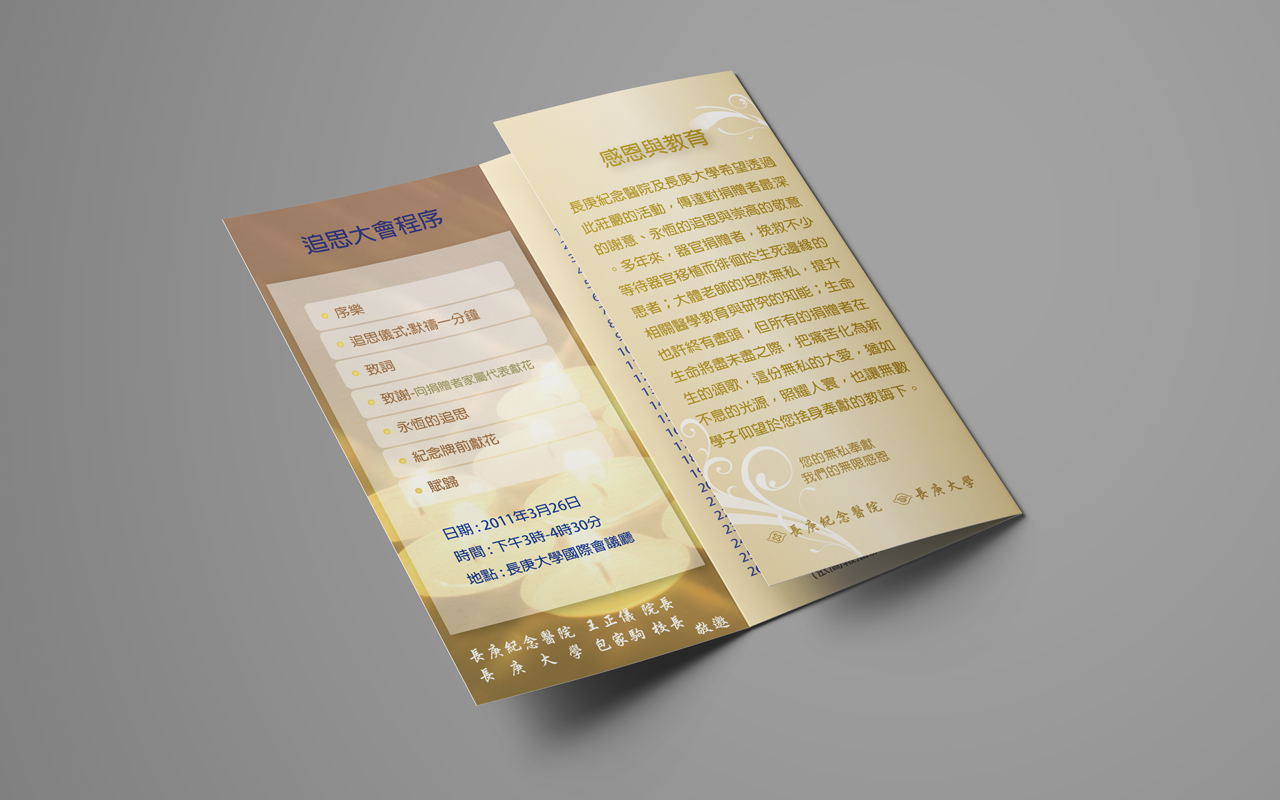 追思大會程序
序樂
追思儀式:默禱一分鐘
致詞
致謝-向捐贈者家屬代表獻花
永恆的追思
紀念牌前獻花
賦歸
日期:2011年3月26日
時間:下午3時-4時30分
地點:長庚大學國際會議廳
長庚紀念醫院 王正儀 院長
長庚大學 包家駒 校長 敬邀
感恩與教育
長庚紀念醫院及長庚大學希望透過
此莊嚴的活動,傳達對捐贈者最深
的謝意、永恆的追思與崇高的敬意
。多年來,器官捐贈者,挽救不少
等待器官移植而徘徊於生死邊緣的
患者;大體老師的坦然無私,提升
相關醫學教育與研究的知能;生命
也許終有盡頭,但所有的捐贈者在
生命將盡未盡之際,把痛苦化為新
生的頌歌,這份無私的大愛,猶如
不息的光源,照耀人寰,也讓無數
學子仰望於您捨身奉獻的教誨下。
您的無私奉獻
我們的無限感恩
長庚紀念醫院 長庚大學